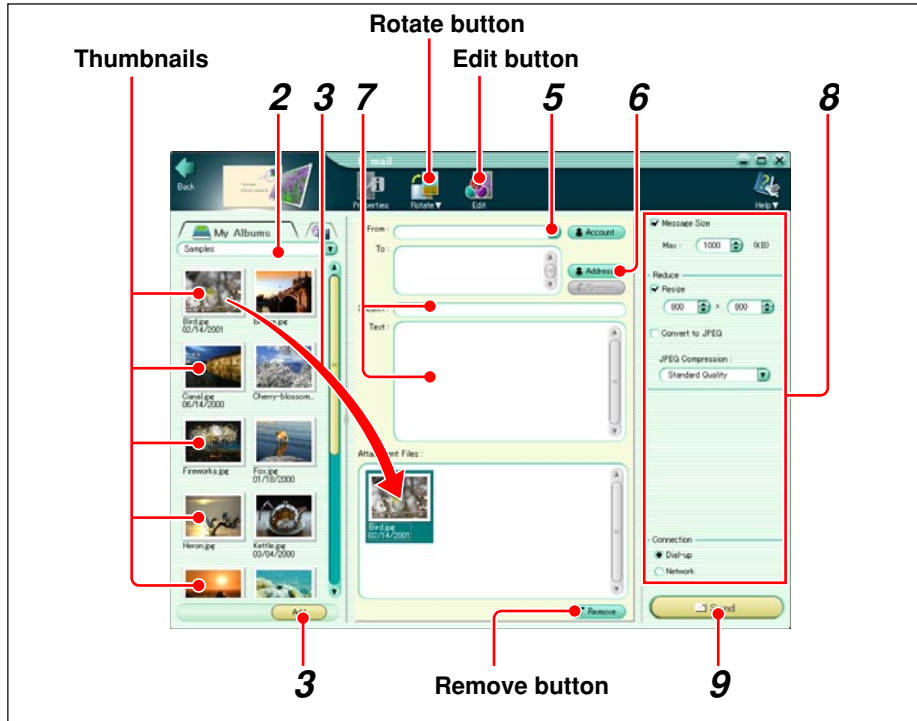 Rotate button
Thumbnails
Edit button
2 3 7 5 6 8
mail
Back
Properties Rotate▼ Edit Help▼
My Albums
Samples
From : Account
To :
Address
Text :
Attachment Files :
Bird.jpg
02/14/2001
Canal.jpg
06/14/2000
Cherry-blossom...
Fireworks.jpg
Fox.jpg
01/18/2000
Heron.jpg
Kettle.jpg
03/04/2000
Bird.jpg
02/14/2001
Message Size
Max : 1000 (KB)
Reduce
Resize
800 × 800
Convert to JPEG
JPEG Compression :
Standard Quality
Connection
Dial-up
Network
Remove
Send
3
Remove button
9